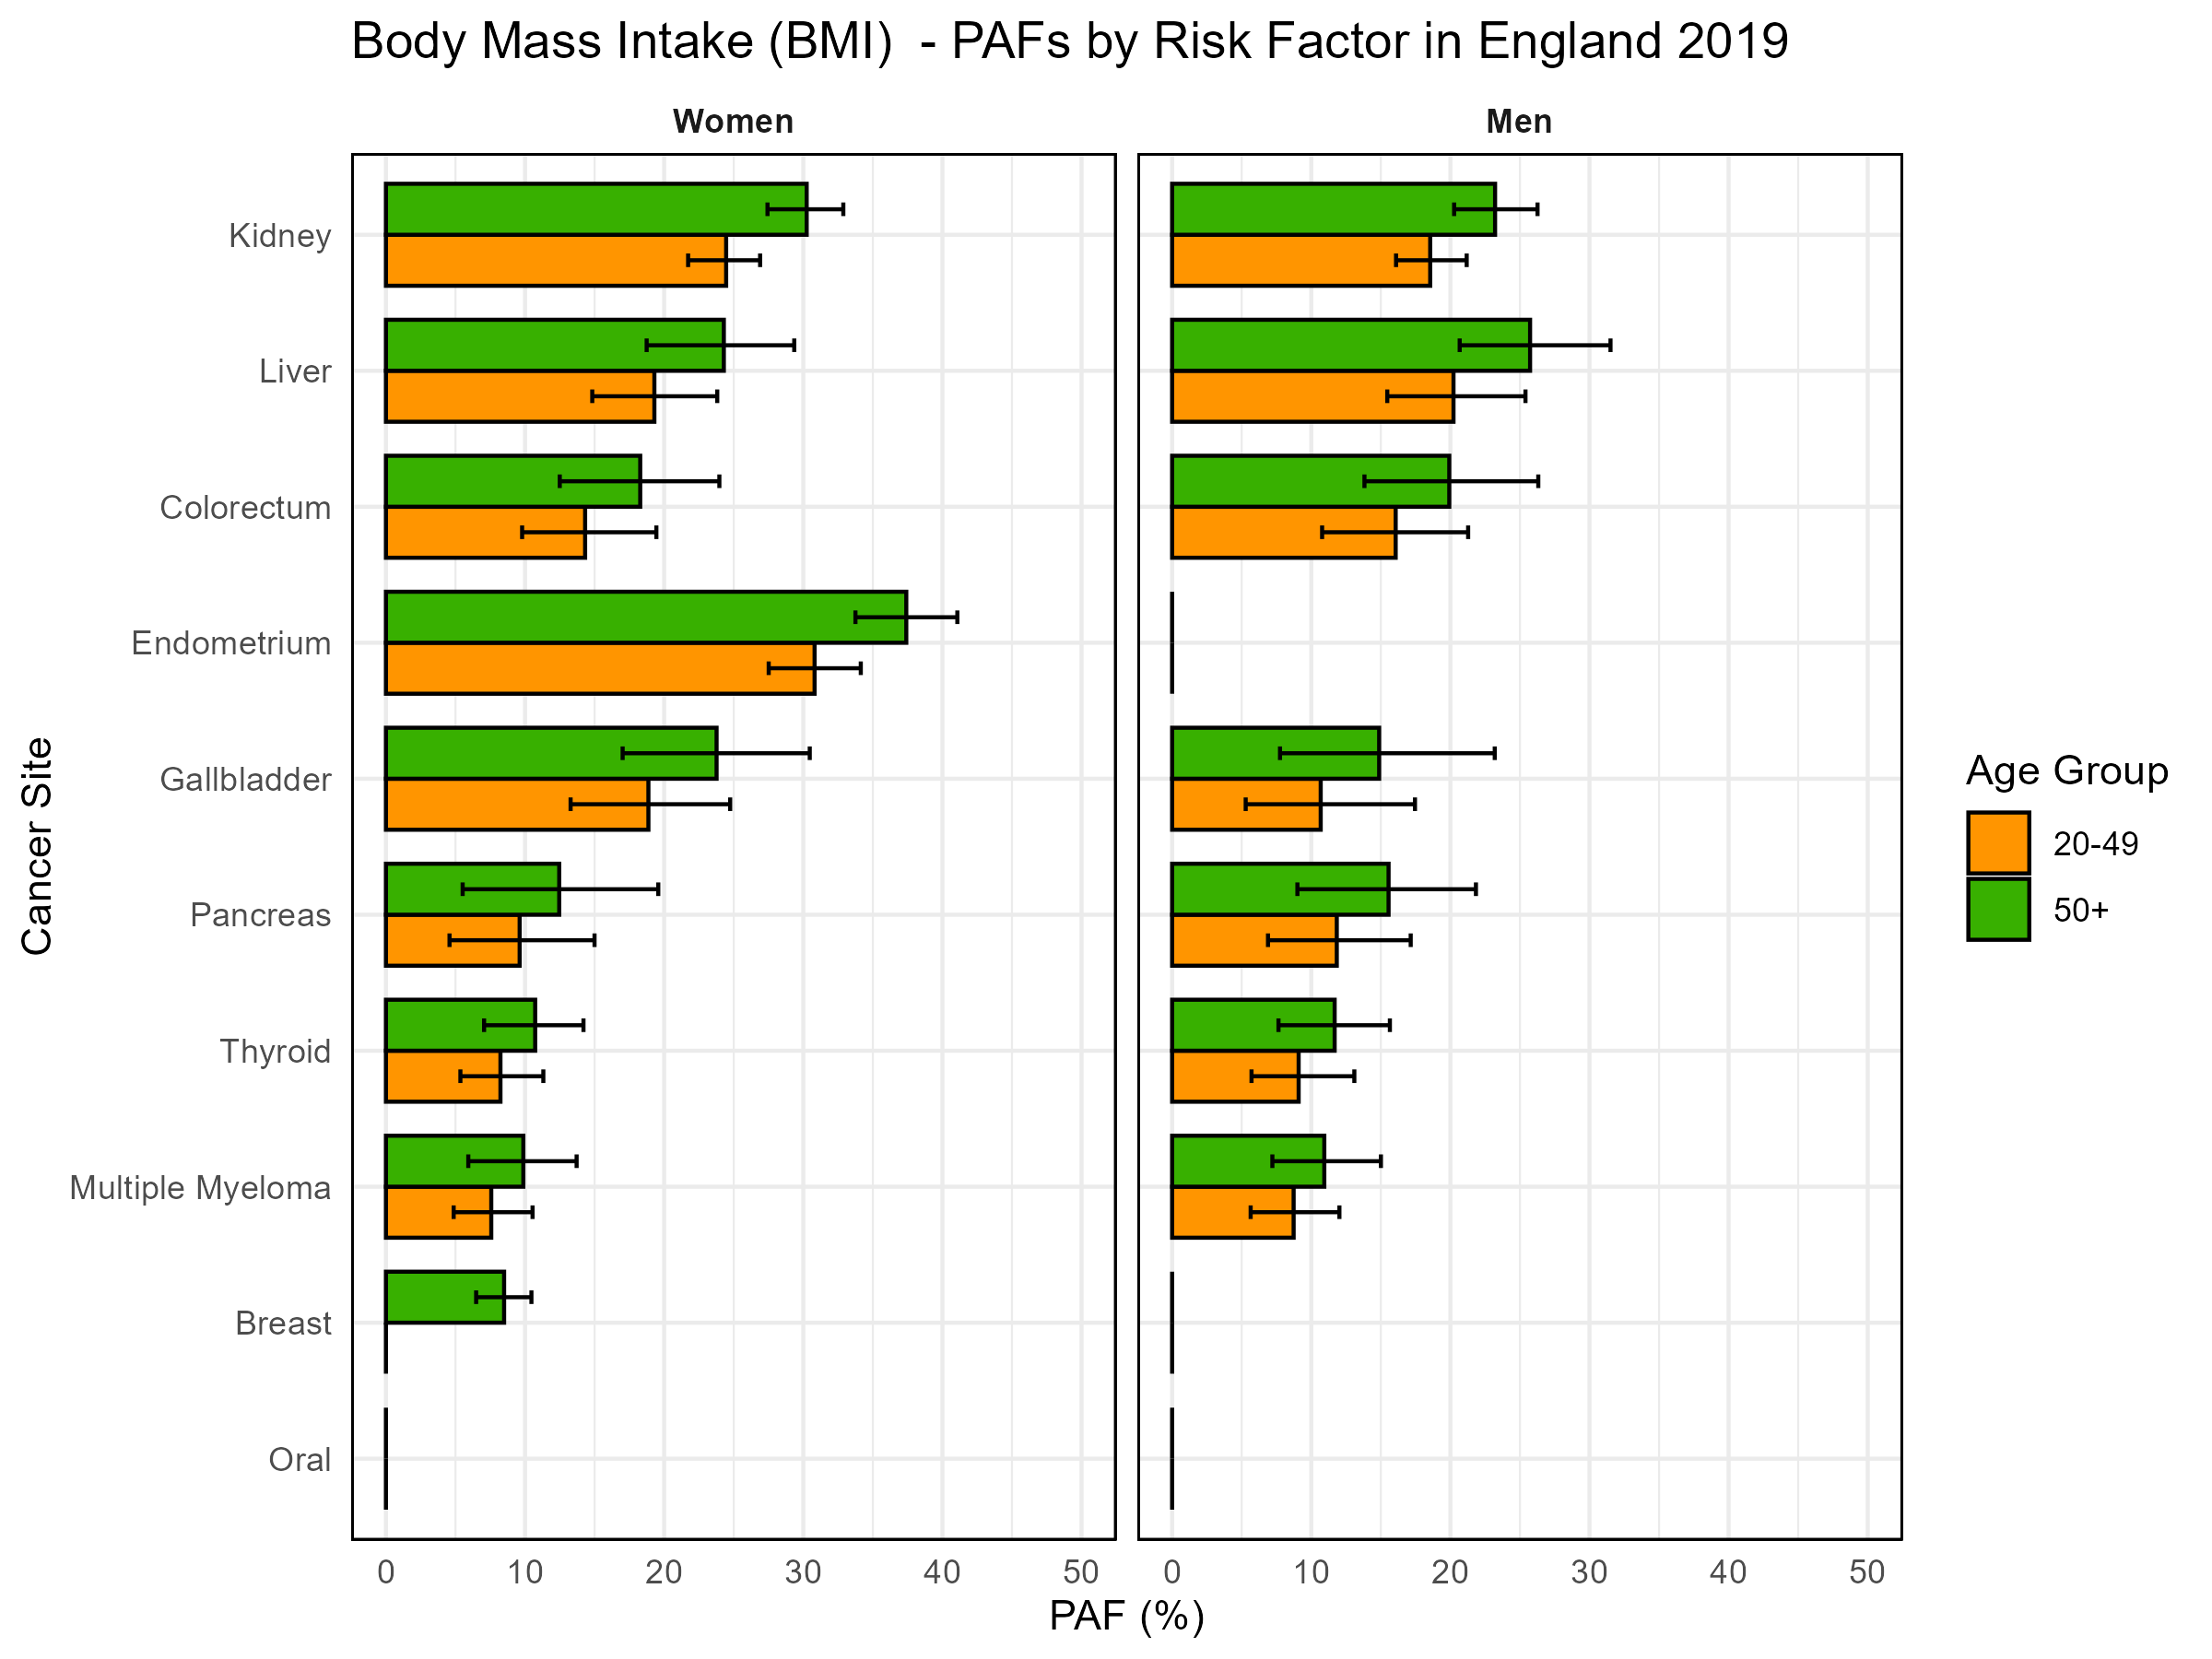 Body Mass Intake (BMI)  - PAFs by Risk Factor in England 2019
Women
Men
Cancer Site
Kidney
Liver
Colorectum
Endometrium
Gallbladder
Pancreas
Thyroid
Multiple Myeloma
Breast
Oral
0 10 20 30 40 50
0 10 20 30 40 50
PAF (%)
Age Group
20-49
50+